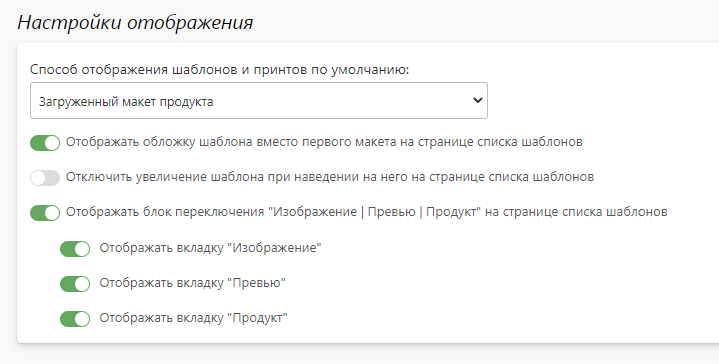 Настройки отображения
Способ отображения шаблонов и принтов по умолчанию:
Загруженный макет продукта
Отображать обложку шаблона вместо первого макета на странице списка шаблонов
Отключить увеличение шаблона при наведении на него на странице списка шаблонов
Отображать блок переключения "Изображение | Превью | Продукт" на странице списка шаблонов
Отображать вкладку "Изображение"
Отображать вкладку "Превью"
Отображать вкладку "Продукт"